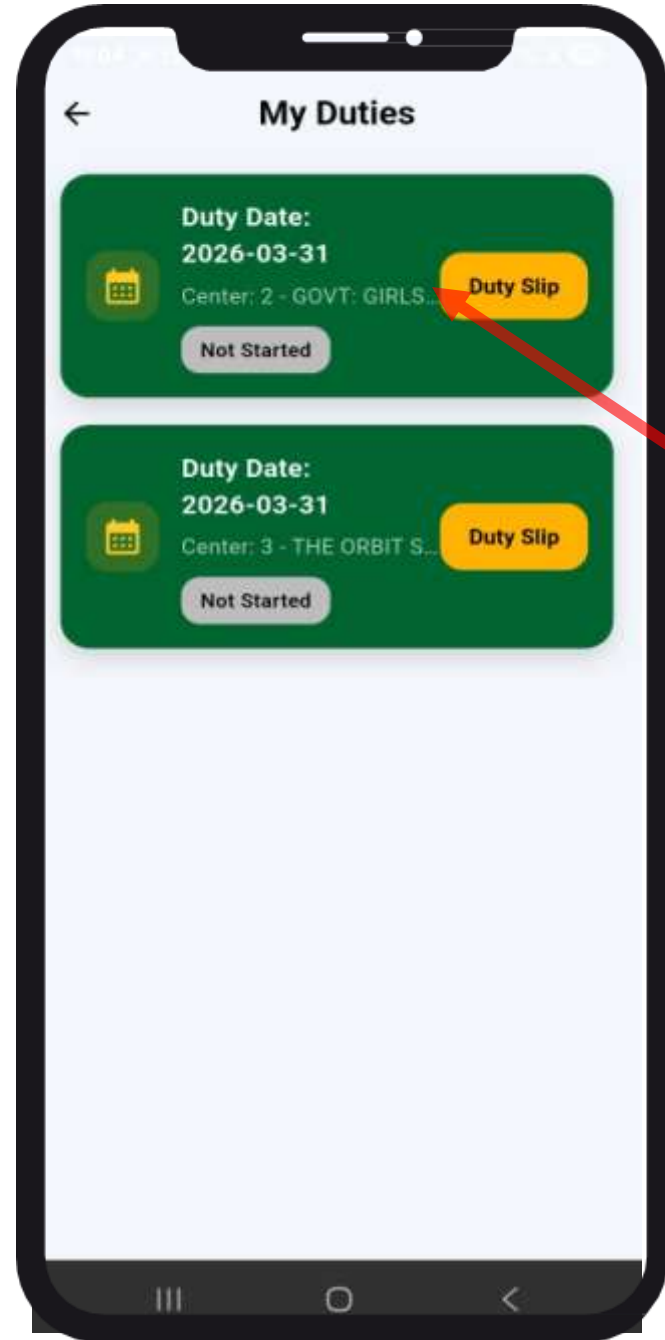 My Duties
Duty Date:
2026-03-31
Center: 2 - GOVT: GIRLS...
Duty Slip
Not Started
Duty Date:
2026-03-31
Center: 3 - THE ORBIT S...
Duty Slip
Not Started